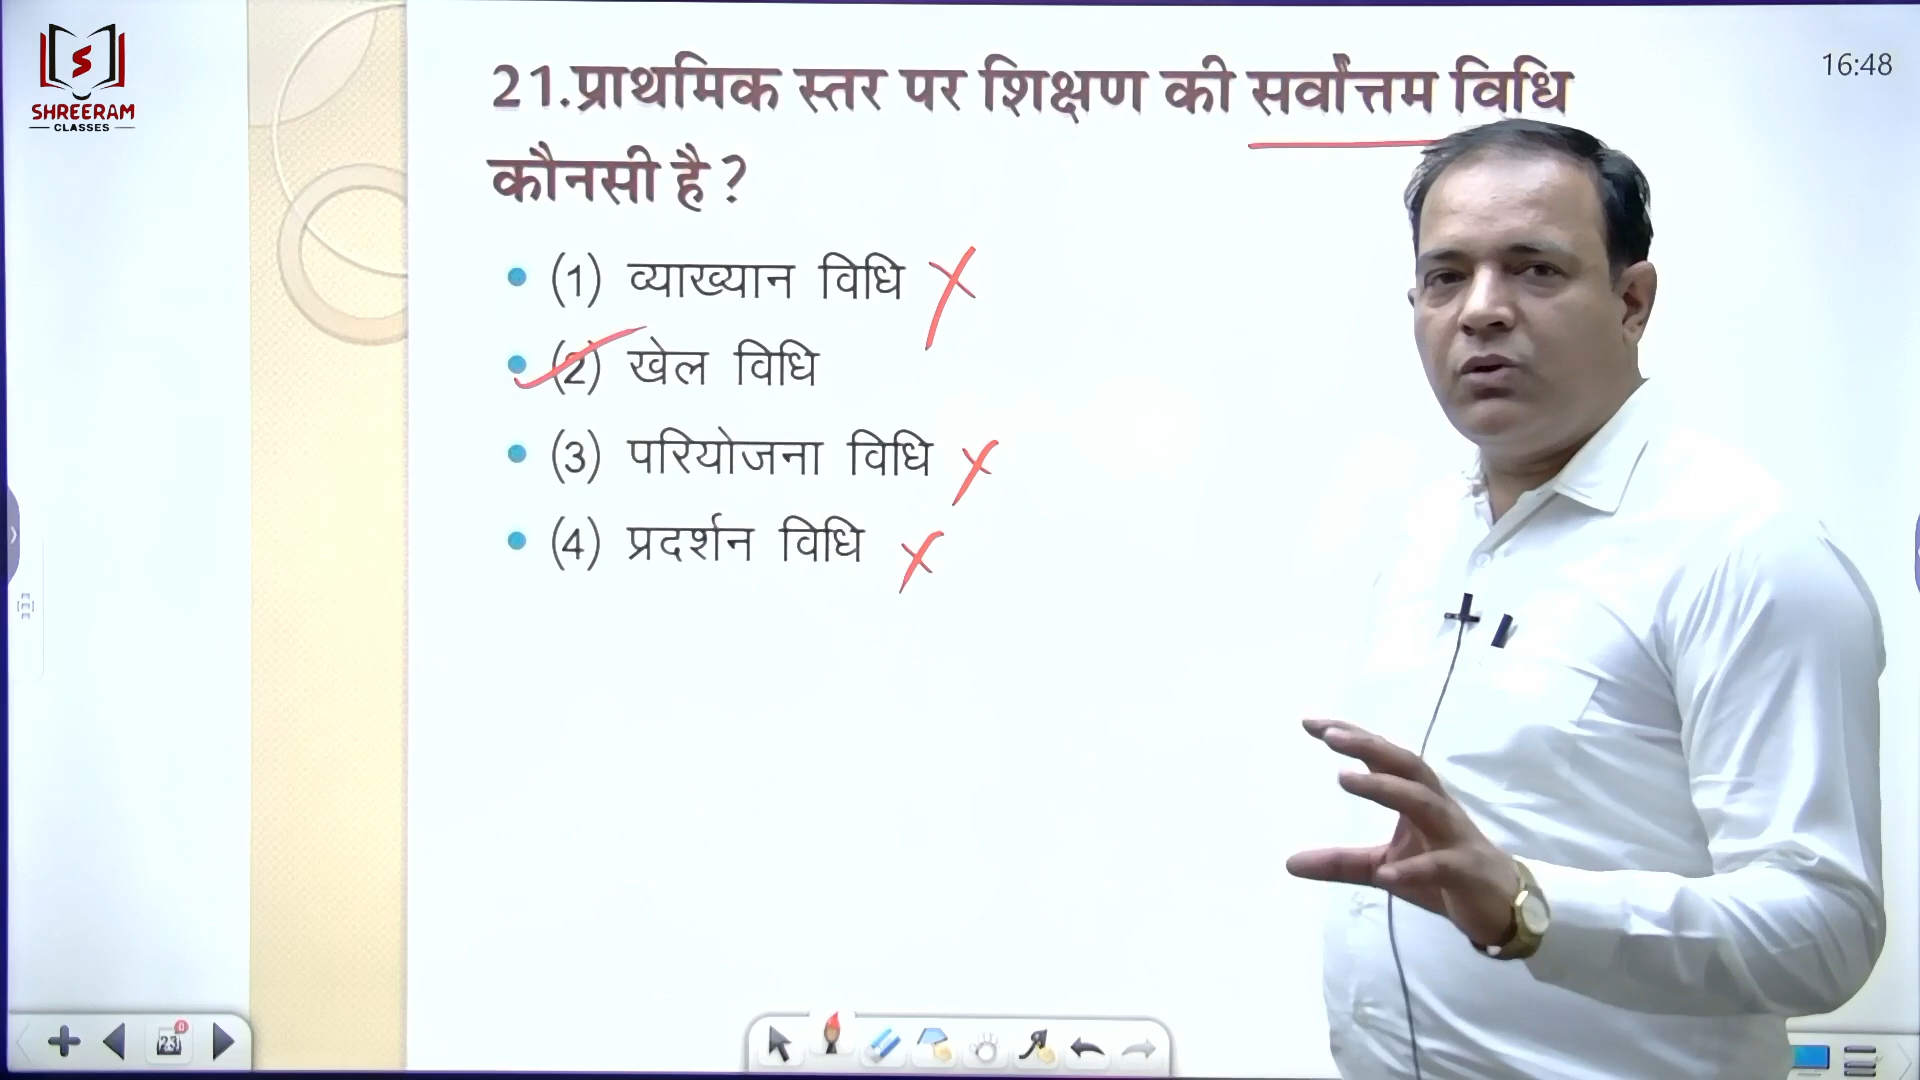 SHREERAM
CLASSES
16:48
21.प्राथमिक स्तर पर शिक्षण की सर्वोत्तम विधि
कौनसी है ?
(1) व्याख्यान विधि
(2) खेल विधि
(3) परियोजना विधि
(4) प्रदर्शन विधि
23
0